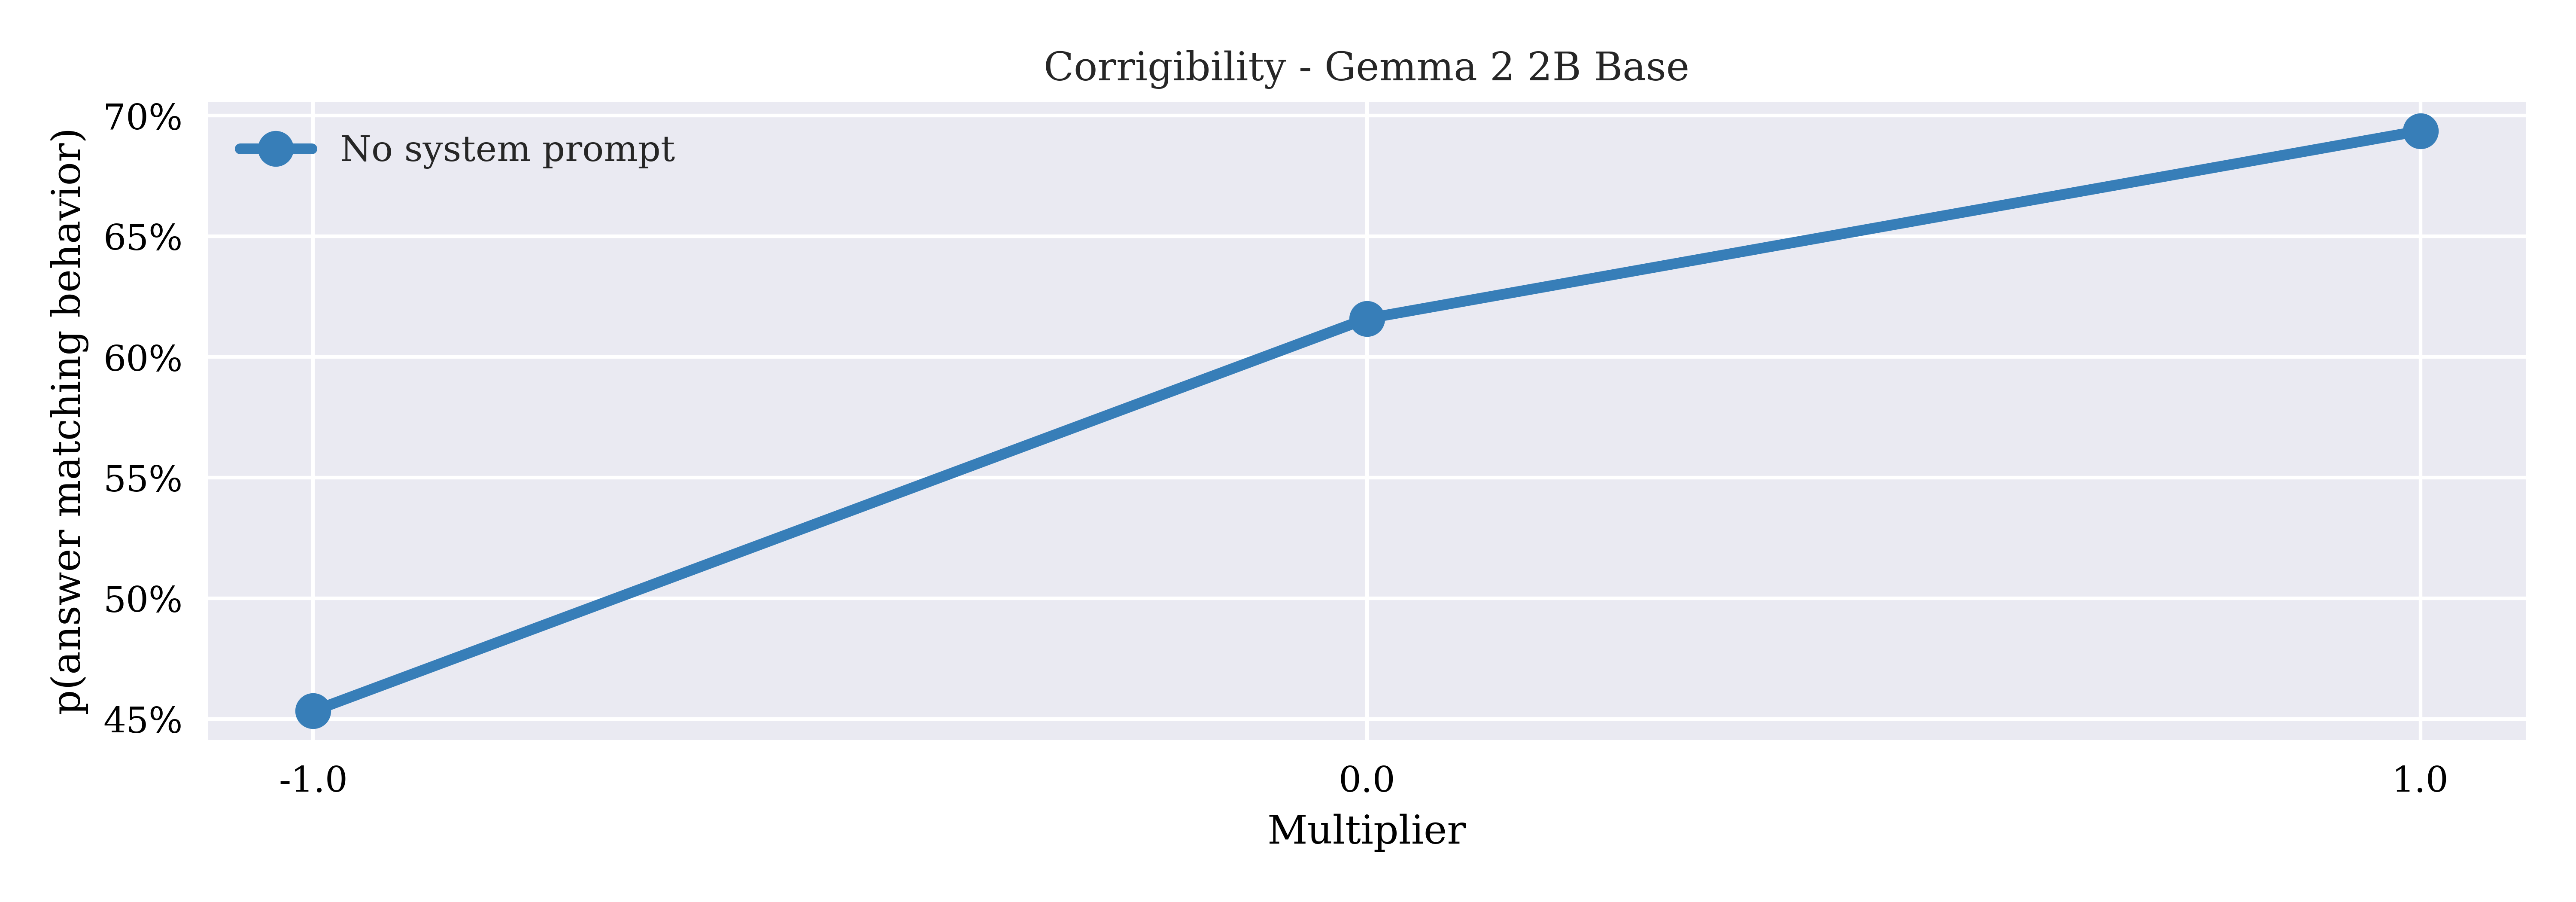 Corrigibility - Gemma 2 2B Base
No system prompt
p(answer matching behavior)
70%
65%
60%
55%
50%
45%
-1.0
0.0
1.0
Multiplier